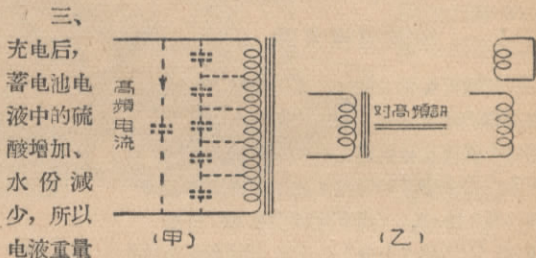 三、
充电后，
蓄电池电
液中的硫
酸增加、
水份减
少，所以
电液重量
高频电流
（甲）
对高频讲
（乙）